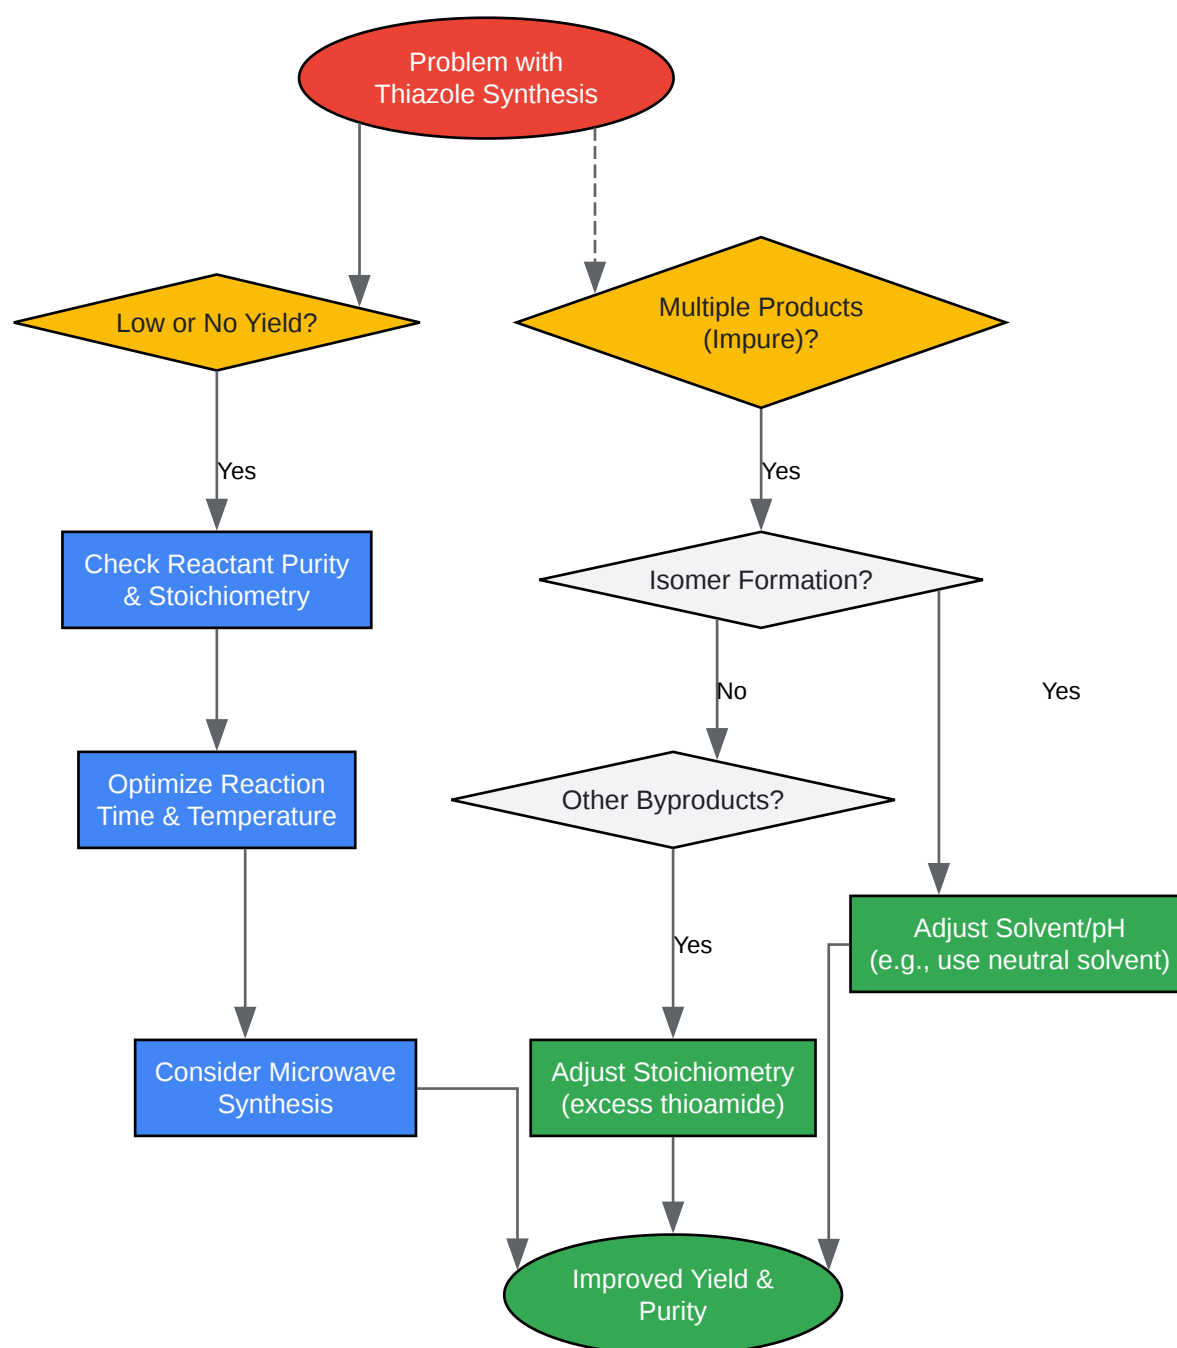 Problem with
Thiazole Synthesis
Low or No Yield?
Multiple Products
(Impure)?
Yes
Yes
Check Reactant Purity
& Stoichiometry
Isomer Formation?
No
Yes
Optimize Reaction
Time & Temperature
Other Byproducts?
Yes
Adjust Solvent/pH
(e.g., use neutral solvent)
Consider Microwave
Synthesis
Adjust Stoichiometry
(excess thioamide)
Improved Yield &
Purity